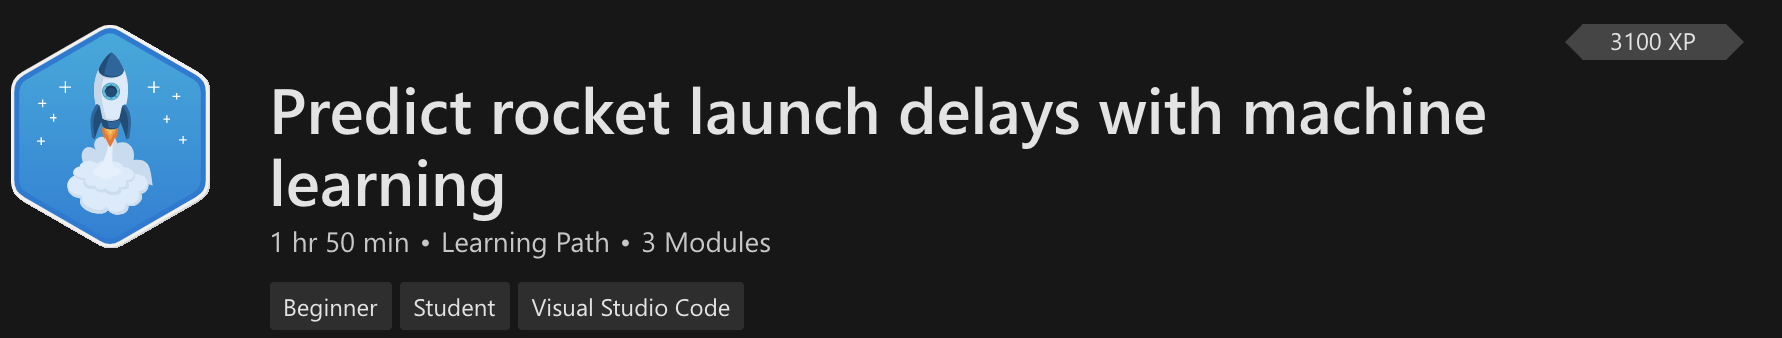 3100 XP
Predict rocket launch delays with machine
learning
1 hr 50 min • Learning Path • 3 Modules
Beginner Student Visual Studio Code